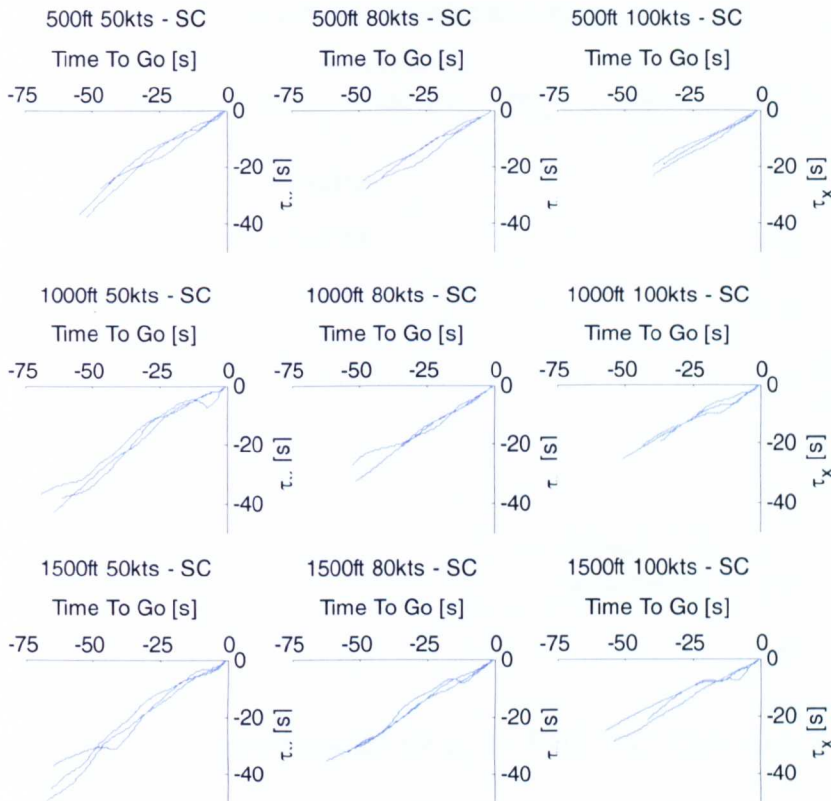 500ft 50kts - SC 500ft 80kts - SC 500ft 100kts - SC
Time To Go [s] Time To Go [s] Time To Go [s]
-75 -50 -25 0 -75 -50 -25 0 -75 -50 -25 0
0 0 0
-20 -20 -20
τ.. [s] τ [s] τx [s]
-40 -40 -40
1000ft 50kts - SC 1000ft 80kts - SC 1000ft 100kts - SC
Time To Go [s] Time To Go [s] Time To Go [s]
-75 -50 -25 0 -75 -50 -25 0 -75 -50 -25 0
0 0 0
-20 -20 -20
τ.. [s] τ [s] τx [s]
-40 -40 -40
1500ft 50kts - SC 1500ft 80kts - SC 1500ft 100kts - SC
Time To Go [s] Time To Go [s] Time To Go [s]
-75 -50 -25 0 -75 -50 -25 0 -75 -50 -25 0
0 0 0
-20 -20 -20
τ.. [s] τ [s] τx [s]
-40 -40 -40